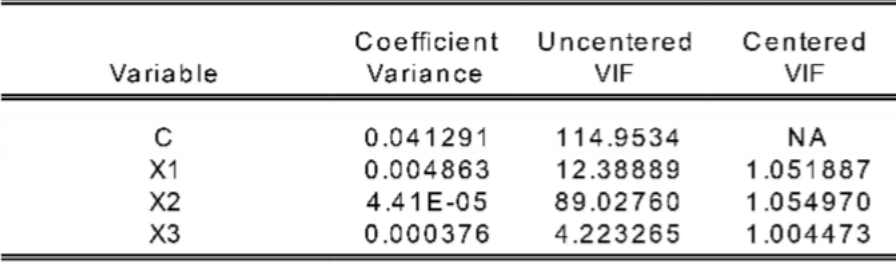 Coefficient Uncentered Centered
Variable Variance VIF VIF
C 0.041291 114.9534 NA
X1 0.004863 12.38889 1.051887
X2 4.41E-05 89.02760 1.054970
X3 0.000376 4.223265 1.004473